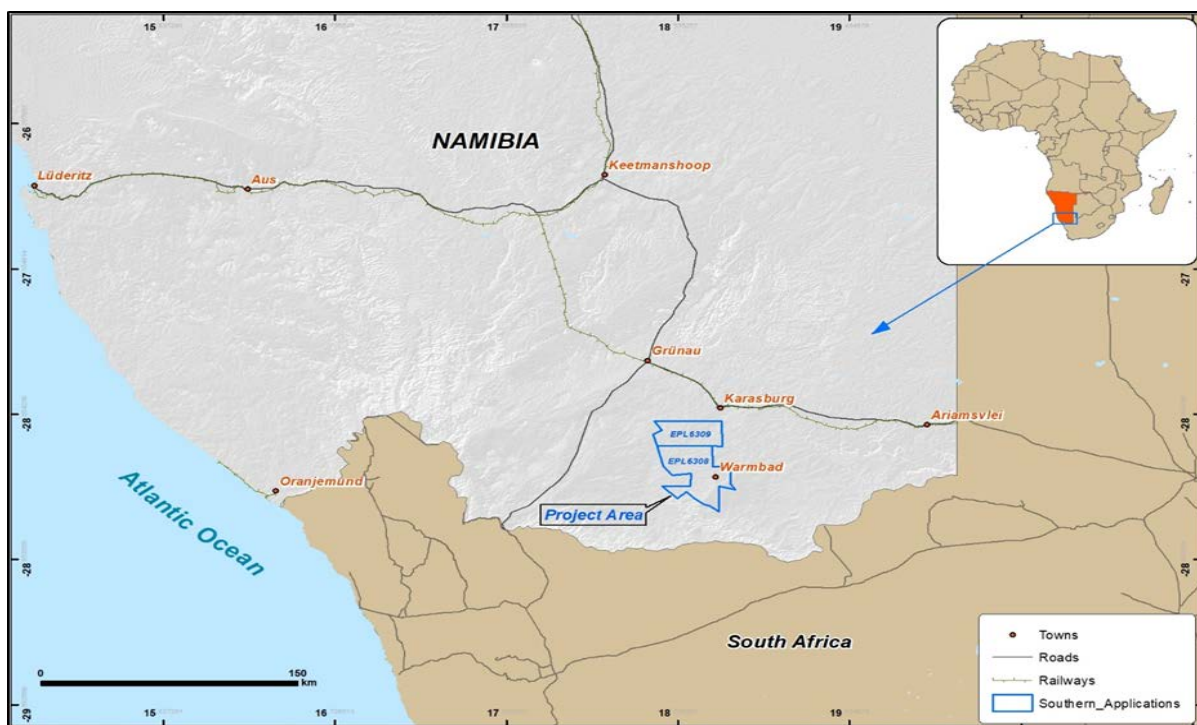 15
16
17
18
19
-26
NAMIBIA
Keetmanshoop
Lüderitz
Aus
-27
-27
Grünau
Karasburg
-28
-28
Ariamsvlei
EPL6309
EPL6308
Warmbad
Oranjemund
Project Area
Atlantic Ocean
-28
-28
South Africa
Towns
Roads
Railways
Southern_Applications
0
150
km
-29
-29
15
16
17
18
19